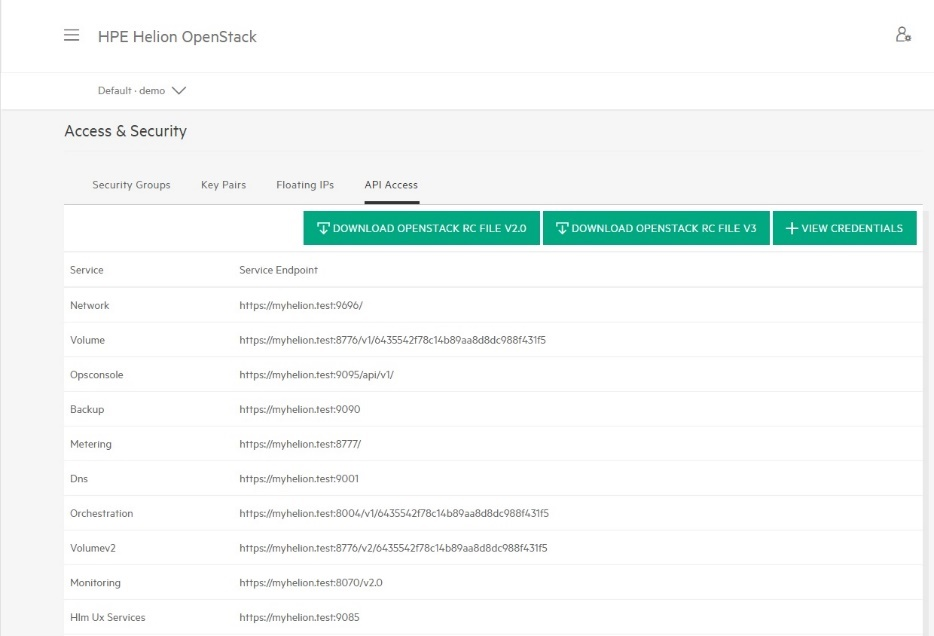 HPE Helion OpenStack
Default · demo
Access & Security
Security Groups Key Pairs Floating IPs API Access
DOWNLOAD OPENSTACK RC FILE V2.0 DOWNLOAD OPENSTACK RC FILE V3 VIEW CREDENTIALS
Service Service Endpoint
Network https://myhelion.test:9696/
Volume https://myhelion.test:8776/v1/6435542f78c14b89aa8d8dc988f431f5
Opsconsole https://myhelion.test:9095/api/v1/
Backup https://myhelion.test:9090
Metering https://myhelion.test:8777/
Dns https://myhelion.test:9001
Orchestration https://myhelion.test:8004/v1/6435542f78c14b89aa8d8dc988f431f5
Volumev2 https://myhelion.test:8776/v2/6435542f78c14b89aa8d8dc988f431f5
Monitoring https://myhelion.test:8070/v2.0
Hlm Ux Services https://myhelion.test:9085